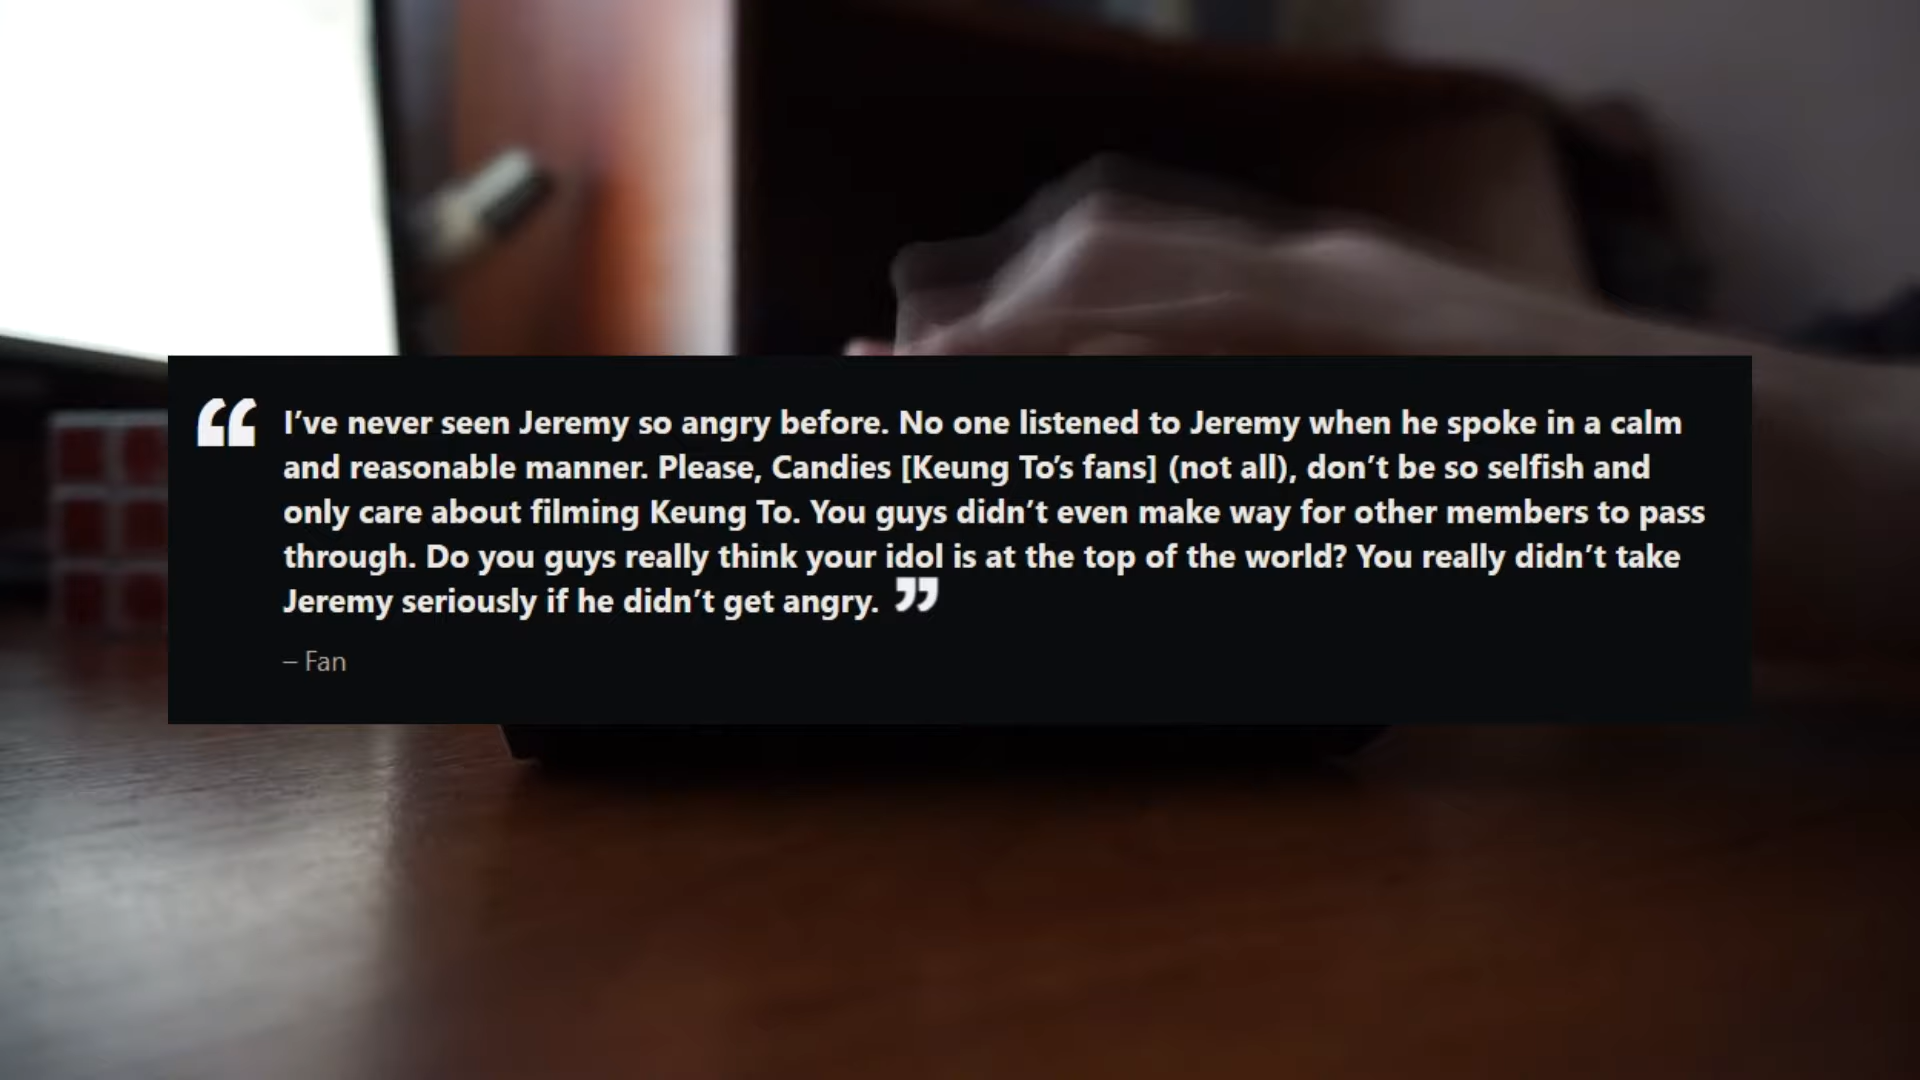 “ I’ve never seen Jeremy so angry before. No one listened to Jeremy when he spoke in a calm
and reasonable manner. Please, Candies [Keung To’s fans] (not all), don’t be so selfish and
only care about filming Keung To. You guys didn’t even make way for other members to pass
through. Do you guys really think your idol is at the top of the world? You really didn’t take
Jeremy seriously if he didn’t get angry. ”
– Fan